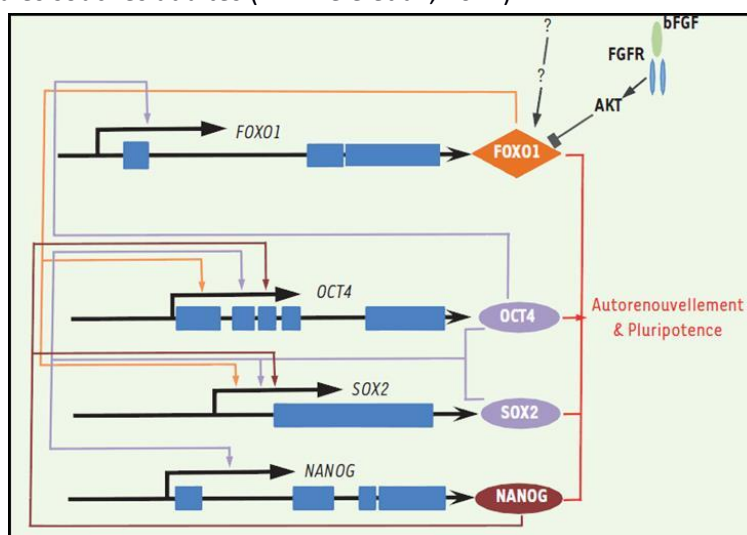 ?
bFGF
FGFR
?
AKT
FOXO1
FOXO1
OCT4
OCT4
Autorenouvellement
& Pluripotence
SOX2
SOX2
NANOG
NANOG